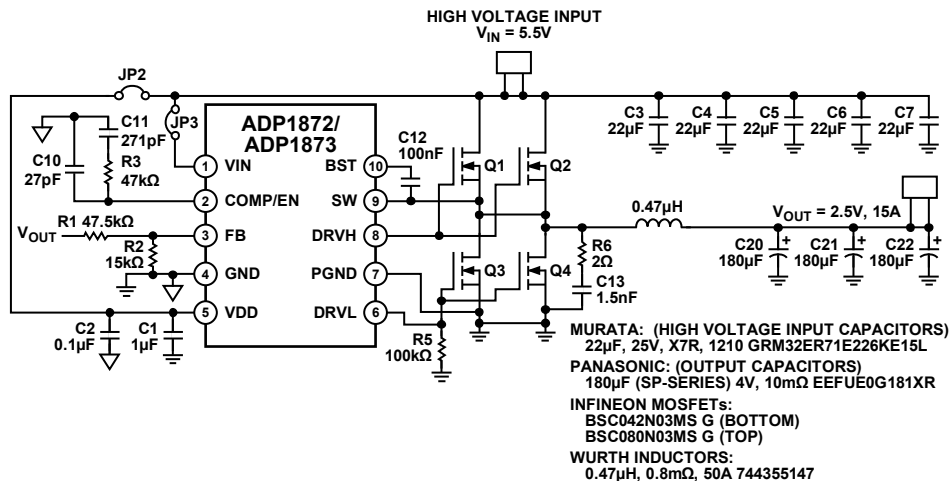 HIGH VOLTAGE INPUT
VIN = 5.5V
JP2
JP3
C11
271pF
R3
47kΩ
C10
27pF
R1 47.5kΩ
VOUT
R2
15kΩ
C2
0.1µF
C1
1µF
ADP1872/
ADP1873
1 VIN
2 COMP/EN
3 FB
4 GND
5 VDD
BST 10
SW 9
DRVH 8
PGND 7
DRVL 6
C12
100nF
Q1
Q2
Q3
Q4
R5
100kΩ
R6
2Ω
C13
1.5nF
0.47µH
C3
22µF
C4
22µF
C5
22µF
C6
22µF
C7
22µF
VOUT = 2.5V, 15A
C20
180µF
+
C21
180µF
+
C22
180µF
+
MURATA: (HIGH VOLTAGE INPUT CAPACITORS)
22µF, 25V, X7R, 1210 GRM32ER71E226KE15L
PANASONIC: (OUTPUT CAPACITORS)
180µF (SP-SERIES) 4V, 10mΩ EEFUE0G181XR
INFINEON MOSFETs:
BSC042N03MS G (BOTTOM)
BSC080N03MS G (TOP)
WURTH INDUCTORS:
0.47µH, 0.8mΩ, 50A 744355147